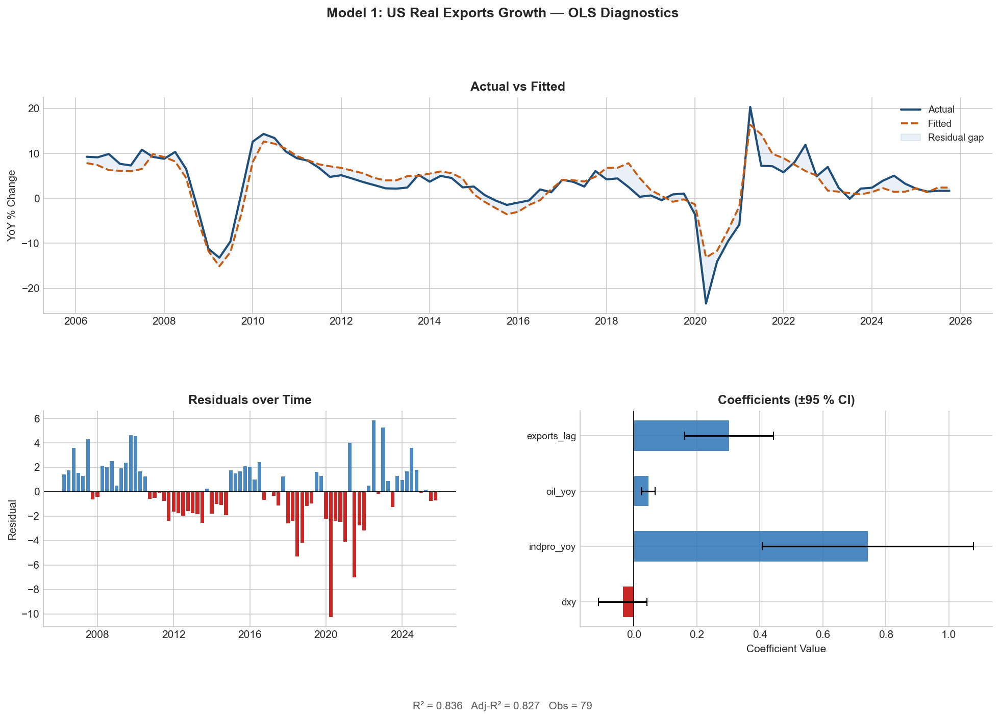 Model 1: US Real Exports Growth — OLS Diagnostics
Actual vs Fitted
Actual
Fitted
Residual gap
YoY % Change
20
10
0
−10
−20
2006 2008 2010 2012 2014 2016 2018 2020 2022 2024 2026
Residuals over Time
Residual
6
4
2
0
−2
−4
−6
−8
−10
2008 2012 2016 2020 2024
Coefficients (±95 % CI)
exports_lag
oil_yoy
indpro_yoy
dxy
0.0 0.2 0.4 0.6 0.8 1.0
Coefficient Value
R² = 0.836 Adj-R² = 0.827 Obs = 79